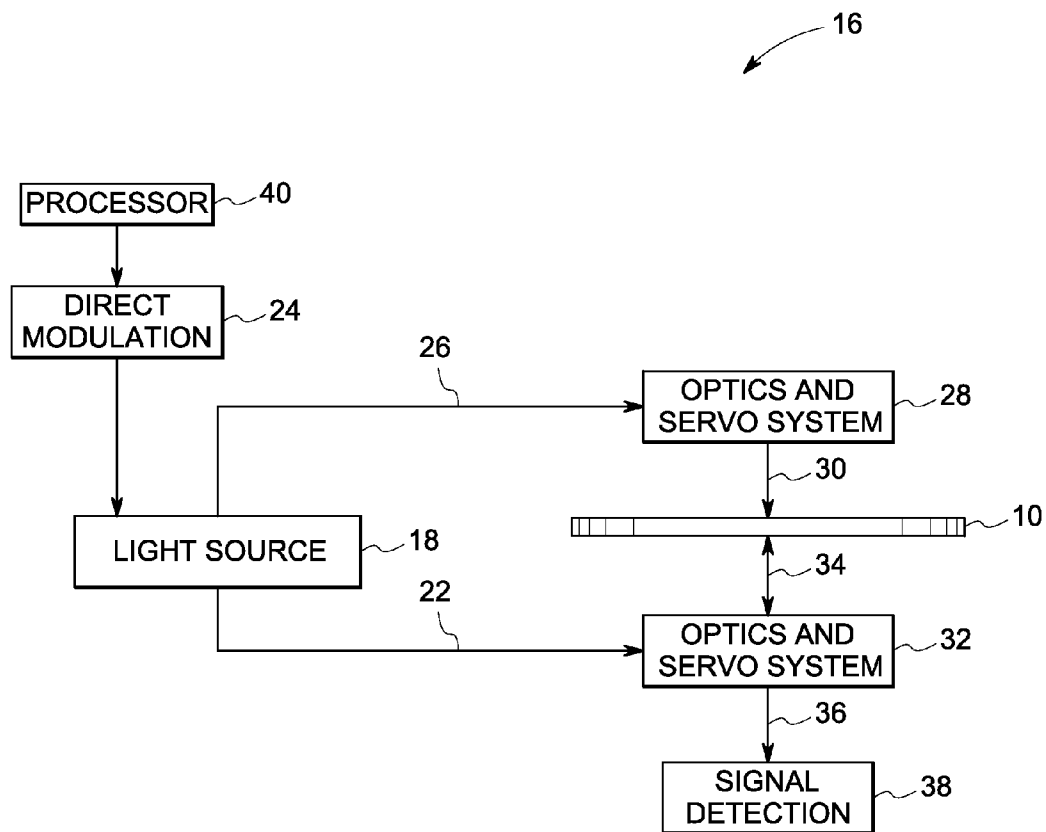 16
PROCESSOR 40
DIRECT
MODULATION 24
26
OPTICS AND
SERVO SYSTEM 28
30
10
LIGHT SOURCE 18
34
22
OPTICS AND
SERVO SYSTEM 32
36
SIGNAL
DETECTION 38